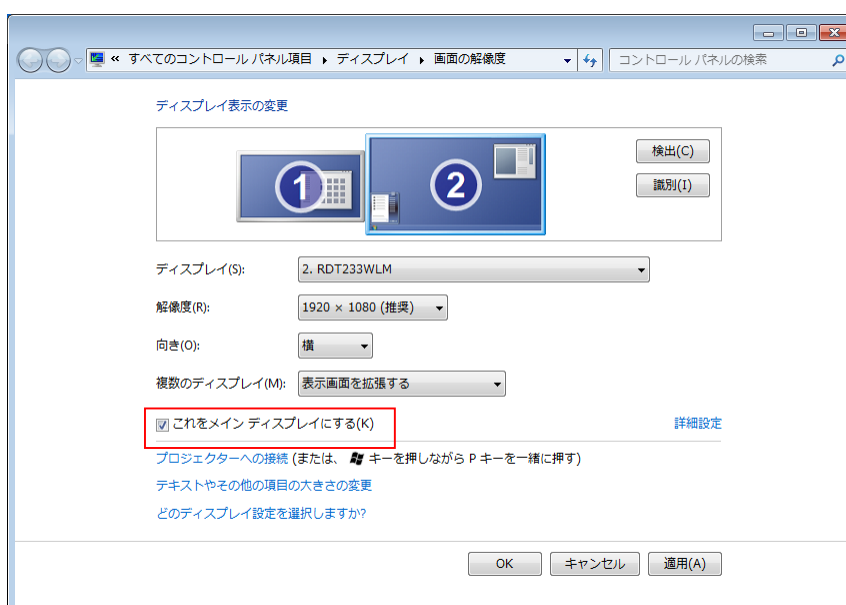 « すべてのコントロール パネル項目 ▸ ディスプレイ ▸ 画面の解像度
コントロール パネルの検索
ディスプレイ表示の変更
1
2
検出(C)
識別(I)
ディスプレイ(S):
2. RDT233WLM
解像度(R):
1920 × 1080 (推奨)
向き(O):
横
複数のディスプレイ(M):
表示画面を拡張する
これをメイン ディスプレイにする(K)
詳細設定
プロジェクターへの接続 (または、 キーを押しながら P キーを一緒に押す)
テキストやその他の項目の大きさの変更
どのディスプレイ設定を選択しますか?
OK
キャンセル
適用(A)